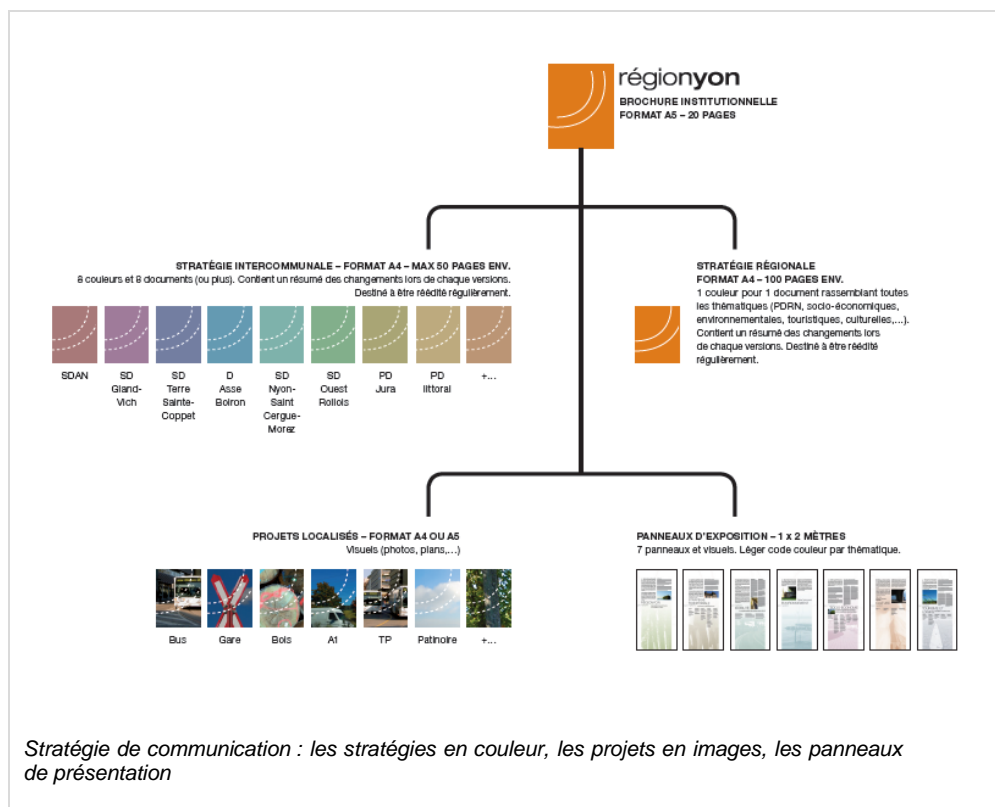 régionyon
BROCHURE INSTITUTIONNELLE
FORMAT A5 – 20 PAGES
STRATÉGIE INTERCOMMUNALE – FORMAT A4 – MAX 50 PAGES ENV.
8 couleurs et 8 documents (ou plus). Contient un résumé des changements lors de chaque versions.
Destiné à être réédité régulièrement.
SDAN
SD
Gland-
Vich
SD
Terre
Sainte-
Coppet
D
Asse
Boiron
SD
Nyon-
Saint
Cergue-
Morez
SD
Ouest
Rollois
PD
Jura
PD
littoral
+...
STRATÉGIE RÉGIONALE
FORMAT A4 – 100 PAGES ENV.
1 couleur pour 1 document rassemblant toutes
les thématiques (PDRN, socio-économiques,
environnementales, touristiques, culturelles,...).
Contient un résumé des changements lors
de chaque versions. Destiné à être réédité
régulièrement.
PROJETS LOCALISÉS – FORMAT A4 OU A5
Visuels (photos, plans,...)
Bus
Gare
Bois
A1
TP
Patinoire
+...
PANNEAUX D'EXPOSITION – 1 x 2 MÈTRES
7 panneaux et visuels. Léger code couleur par thématique.
Stratégie de communication : les stratégies en couleur, les projets en images, les panneaux
de présentation